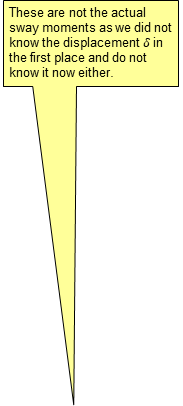 These are not the actual
sway moments as we did not
know the displacement δ in
the first place and do not
know it now either.